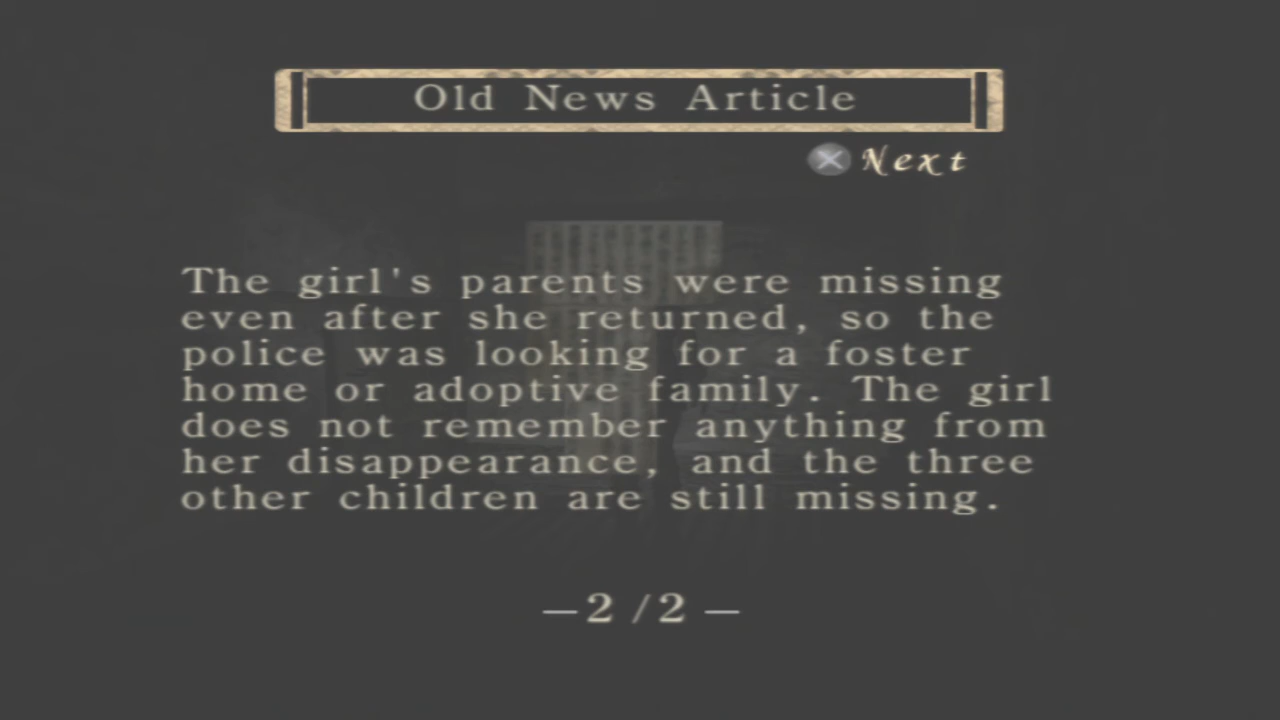 Old News Article
Next
The girl's parents were missing
even after she returned, so the
police was looking for a foster
home or adoptive family. The girl
does not remember anything from
her disappearance, and the three
other children are still missing.
—2/2—